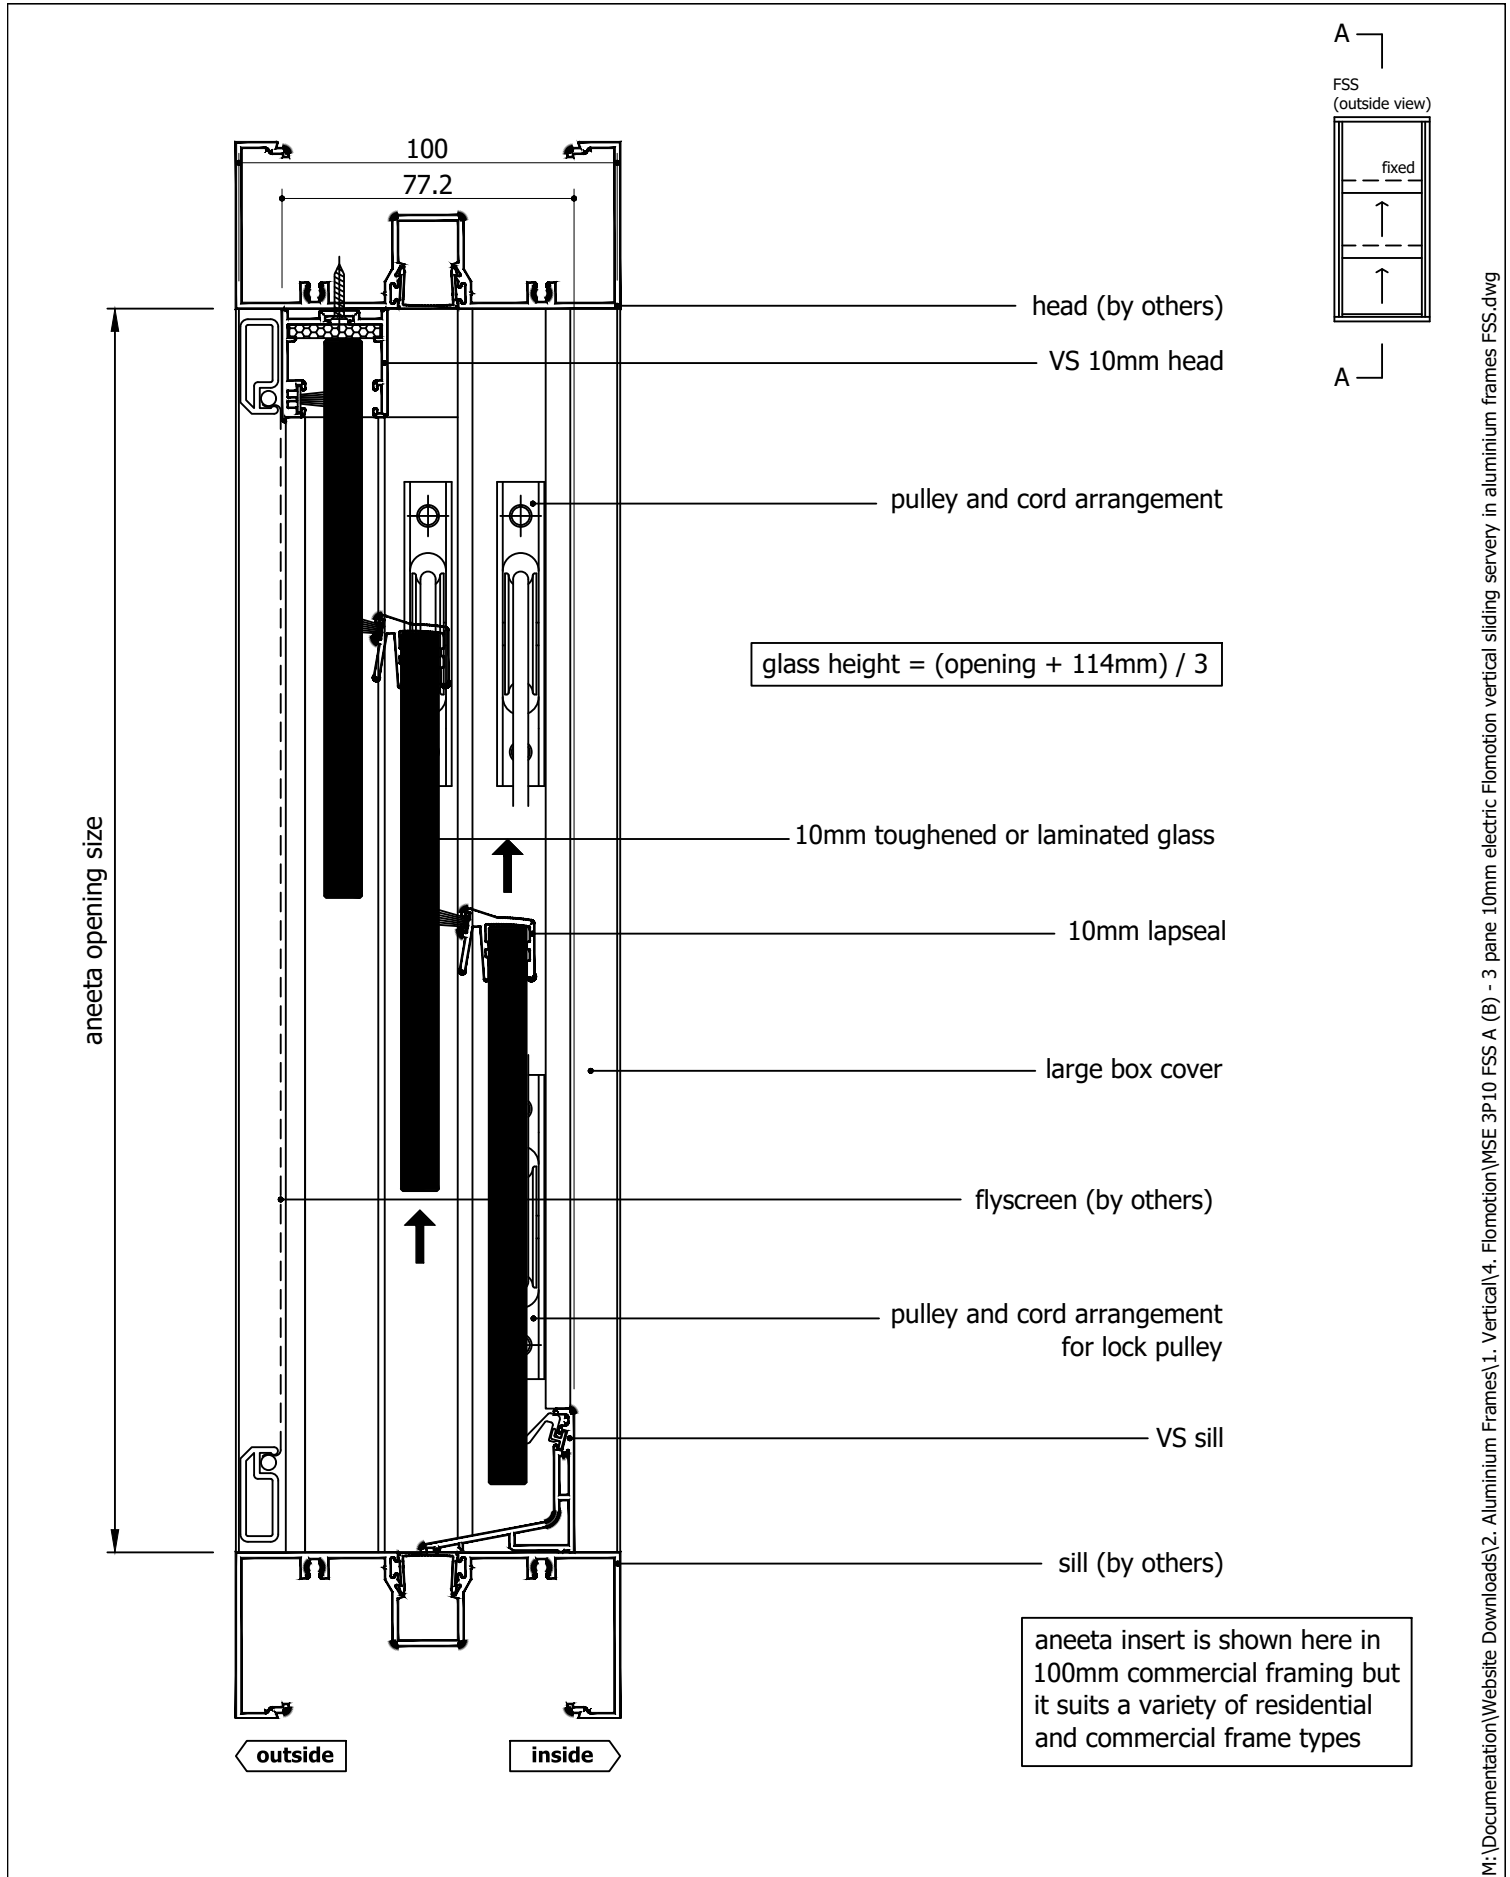 A
FSS
(outside view)
fixed
A
100
77.2
head (by others)
VS 10mm head
pulley and cord arrangement
glass height = (opening + 114mm) / 3
10mm toughened or laminated glass
aneeta opening size
10mm lapseal
large box cover
flyscreen (by others)
pulley and cord arrangement
for lock pulley
VS sill
sill (by others)
aneeta insert is shown here in
100mm commercial framing but
it suits a variety of residential
and commercial frame types
outside
inside
M:\Documentation\Website Downloads\2. Aluminium Frames\1. Vertical\4. Flomotion\MSE 3P10 FSS A (B) - 3 pane 10mm electric Flomotion vertical sliding servery in aluminium frames FSS.dwg